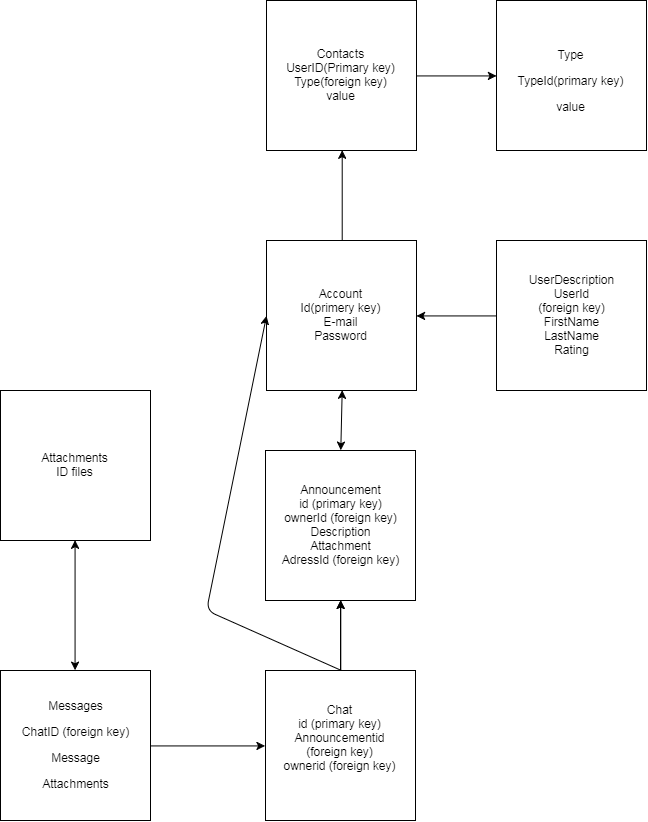 Contacts
UserID(Primary key)
Type(foreign key)
value
Type
TypeId(primary key)
value
Account
Id(primery key)
E-mail
Password
UserDescription
UserId
(foreign key)
FirstName
LastName
Rating
Attachments
ID files
Announcement
id (primary key)
ownerId (foreign key)
Description
Attachment
AdressId (foreign key)
Messages
ChatID (foreign key)
Message
Attachments
Chat
id (primary key)
Announcementid
(foreign key)
ownerid (foreign key)